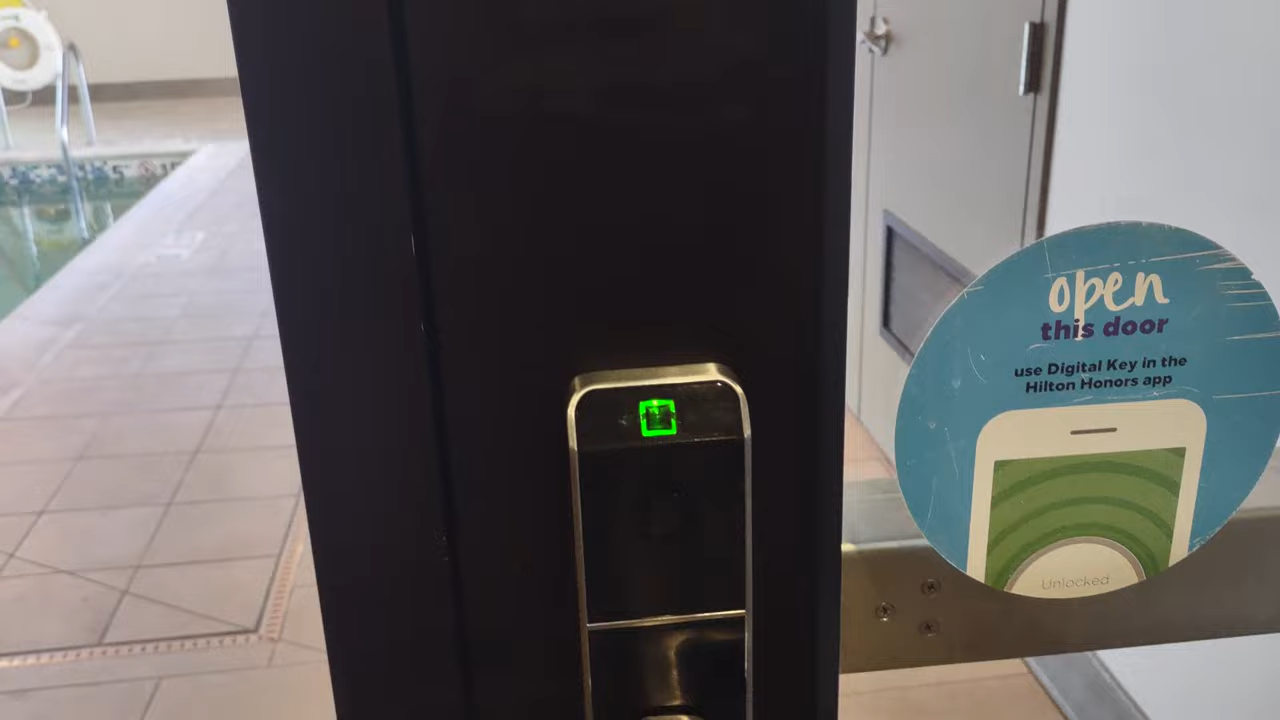 open
this door
use Digital Key in the
Hilton Honors app
Unlocked